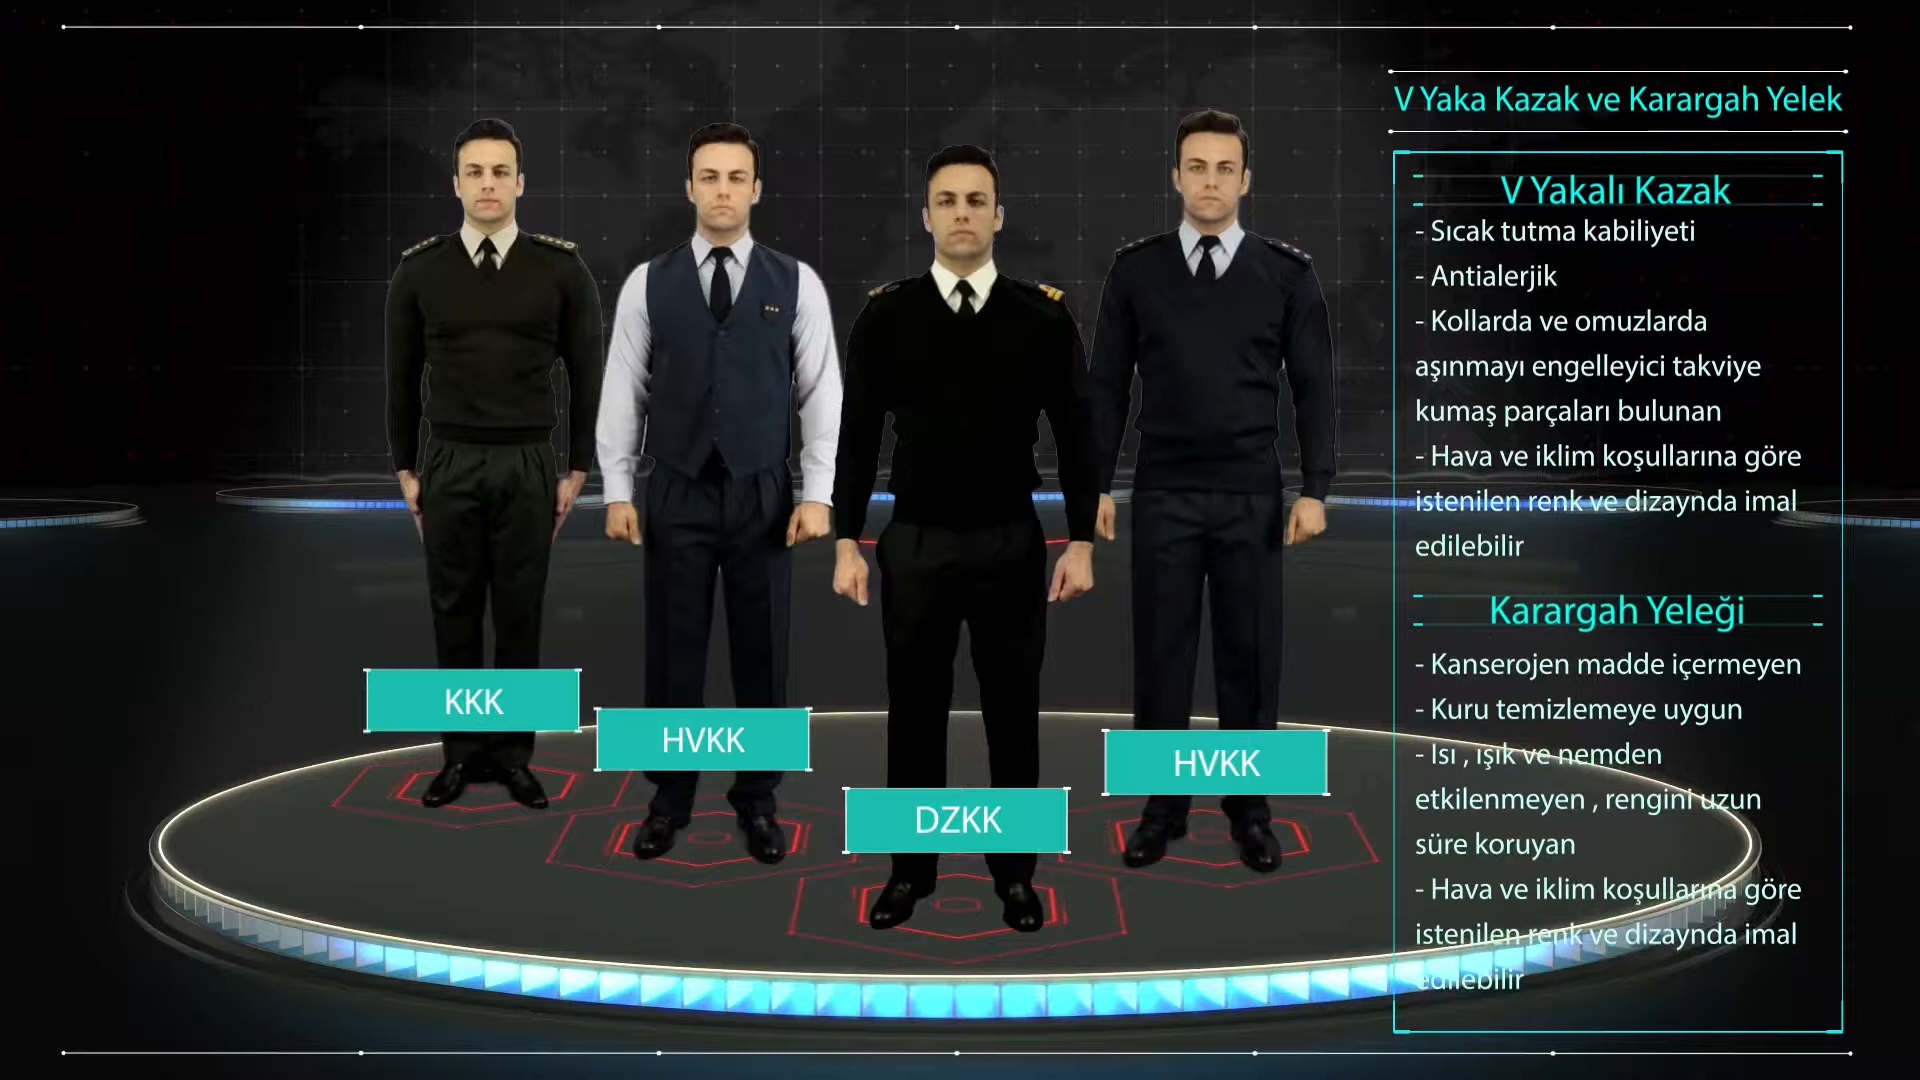 V Yaka Kazak ve Karargah Yelek
V Yakalı Kazak
- Sıcak tutma kabiliyeti
- Antialerjik
- Kollarda ve omuzlarda
aşınmayı engelleyici takviye
kumaş parçaları bulunan
- Hava ve iklim koşullarına göre
istenilen renk ve dizaynda imal
edilebilir
Karargah Yeleği
- Kanserojen madde içermeyen
- Kuru temizlemeye uygun
- Isı , ışık ve nemden
etkilenmeyen , rengini uzun
süre koruyan
- Hava ve iklim koşullarına göre
istenilen renk ve dizaynda imal
edilebilir
KKK
HVKK
DZKK
HVKK